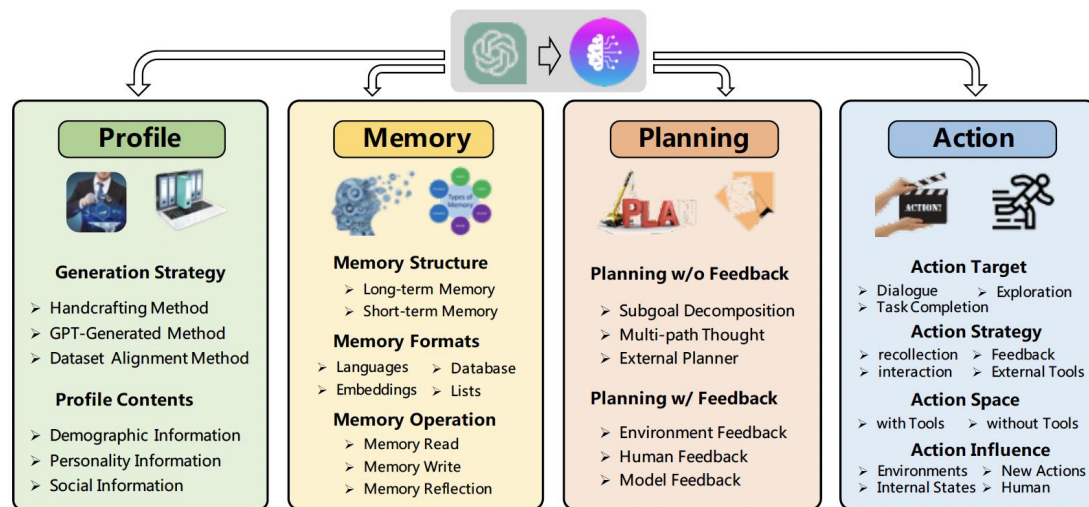 Profile
Generation Strategy
➢ Handcrafting Method
➢ GPT-Generated Method
➢ Dataset Alignment Method
Profile Contents
➢ Demographic Information
➢ Personality Information
➢ Social Information
Memory
Types of
Memory
Memory Structure
➢ Long-term Memory
➢ Short-term Memory
Memory Formats
➢ Languages ➢ Database
➢ Embeddings ➢ Lists
Memory Operation
➢ Memory Read
➢ Memory Write
➢ Memory Reflection
Planning
PLA
Planning w/o Feedback
➢ Subgoal Decomposition
➢ Multi-path Thought
➢ External Planner
Planning w/ Feedback
➢ Environment Feedback
➢ Human Feedback
➢ Model Feedback
Action
ACTION!
Action Target
➢ Dialogue ➢ Exploration
➢ Task Completion
Action Strategy
➢ recollection ➢ Feedback
➢ interaction ➢ External Tools
Action Space
➢ with Tools ➢ without Tools
Action Influence
➢ Environments ➢ New Actions
➢ Internal States ➢ Human